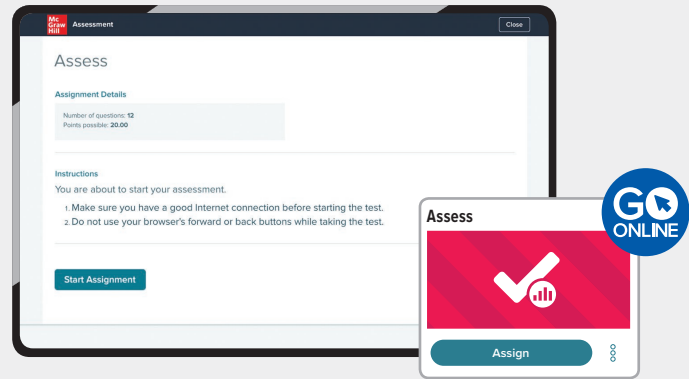 Mc
Graw
Hill
Assessment
Close
Assess
Assignment Details
Number of questions: 12
Points possible: 20.00
Instructions
You are about to start your assessment.
1. Make sure you have a good Internet connection before starting the test.
2. Do not use your browser's forward or back buttons while taking the test.
Start Assignment
Assess
GO
ONLINE
Assign